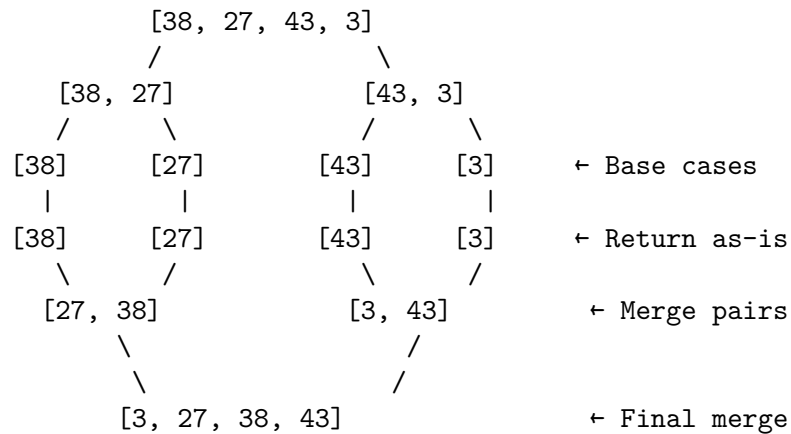 [38, 27, 43, 3]
[38, 27] [43, 3]
[38] [27] [43] [3] ← Base cases
[38] [27] [43] [3] ← Return as-is
[27, 38] [3, 43] ← Merge pairs
[3, 27, 38, 43] ← Final merge